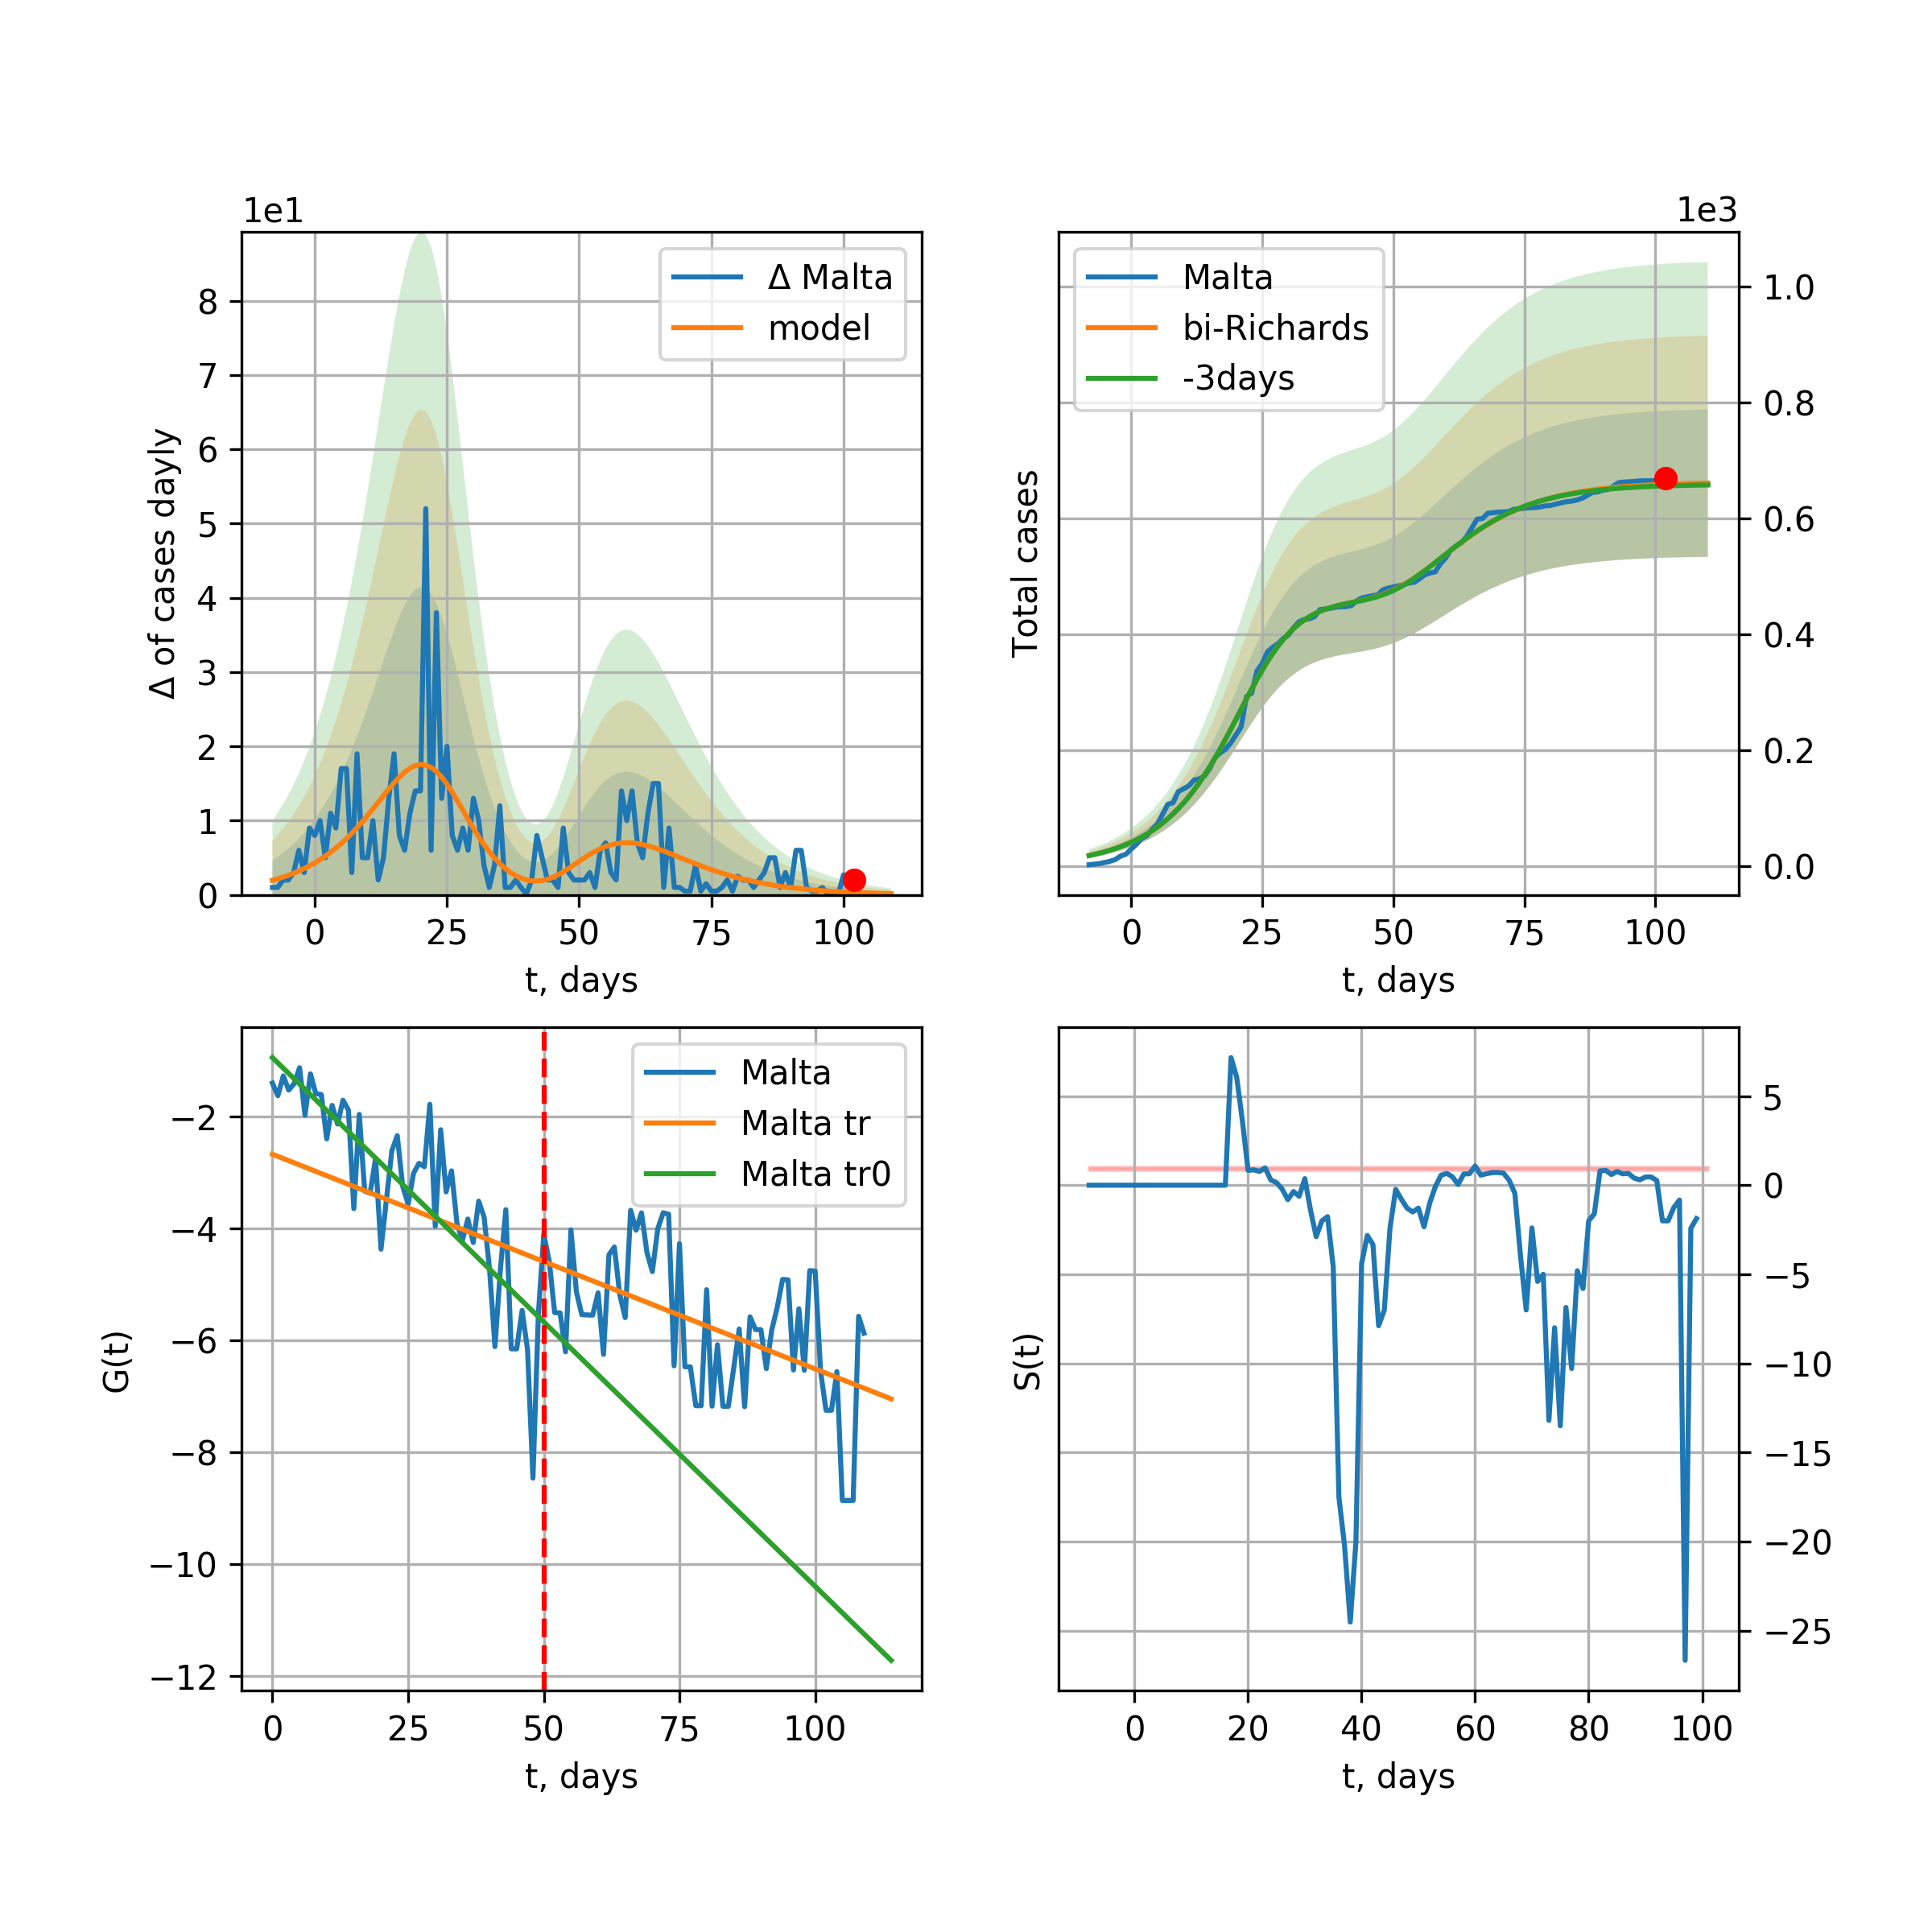 1e1
Δ of cases dayly
8
7
6
5
4
3
2
1
0
0 25 50 75 100
t, days
Δ Malta
model
1e3
Total cases
Malta
bi-Richards
-3days
1.0
0.8
0.6
0.4
0.2
0.0
0 25 50 75 100
t, days
G(t)
−2
−4
−6
−8
−10
−12
0 25 50 75 100
t, days
Malta
Malta tr
Malta tr0
S(t)
5
0
−5
−10
−15
−20
−25
0 20 40 60 80 100
t, days